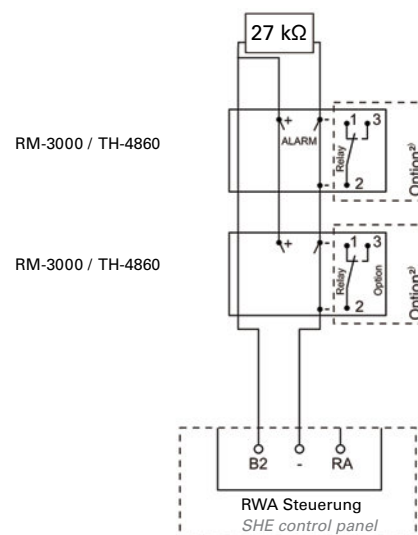 27 kΩ
RM-3000 / TH-4860
+
-
1 3
ALARM
Relay
-
2
Option²⁾
RM-3000 / TH-4860
+
-
1 3
Relay
Option
-
2
Option²⁾
B2 - RA
RWA Steuerung
SHE control panel